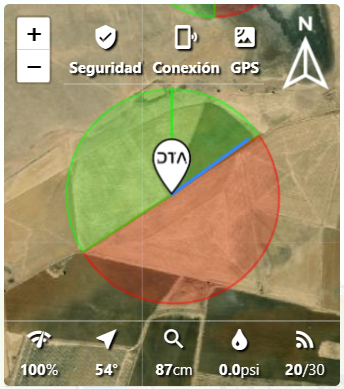 +
N
−
Seguridad Conexión GPS
DTA
100% 54° 87cm 0.0psi 20/30